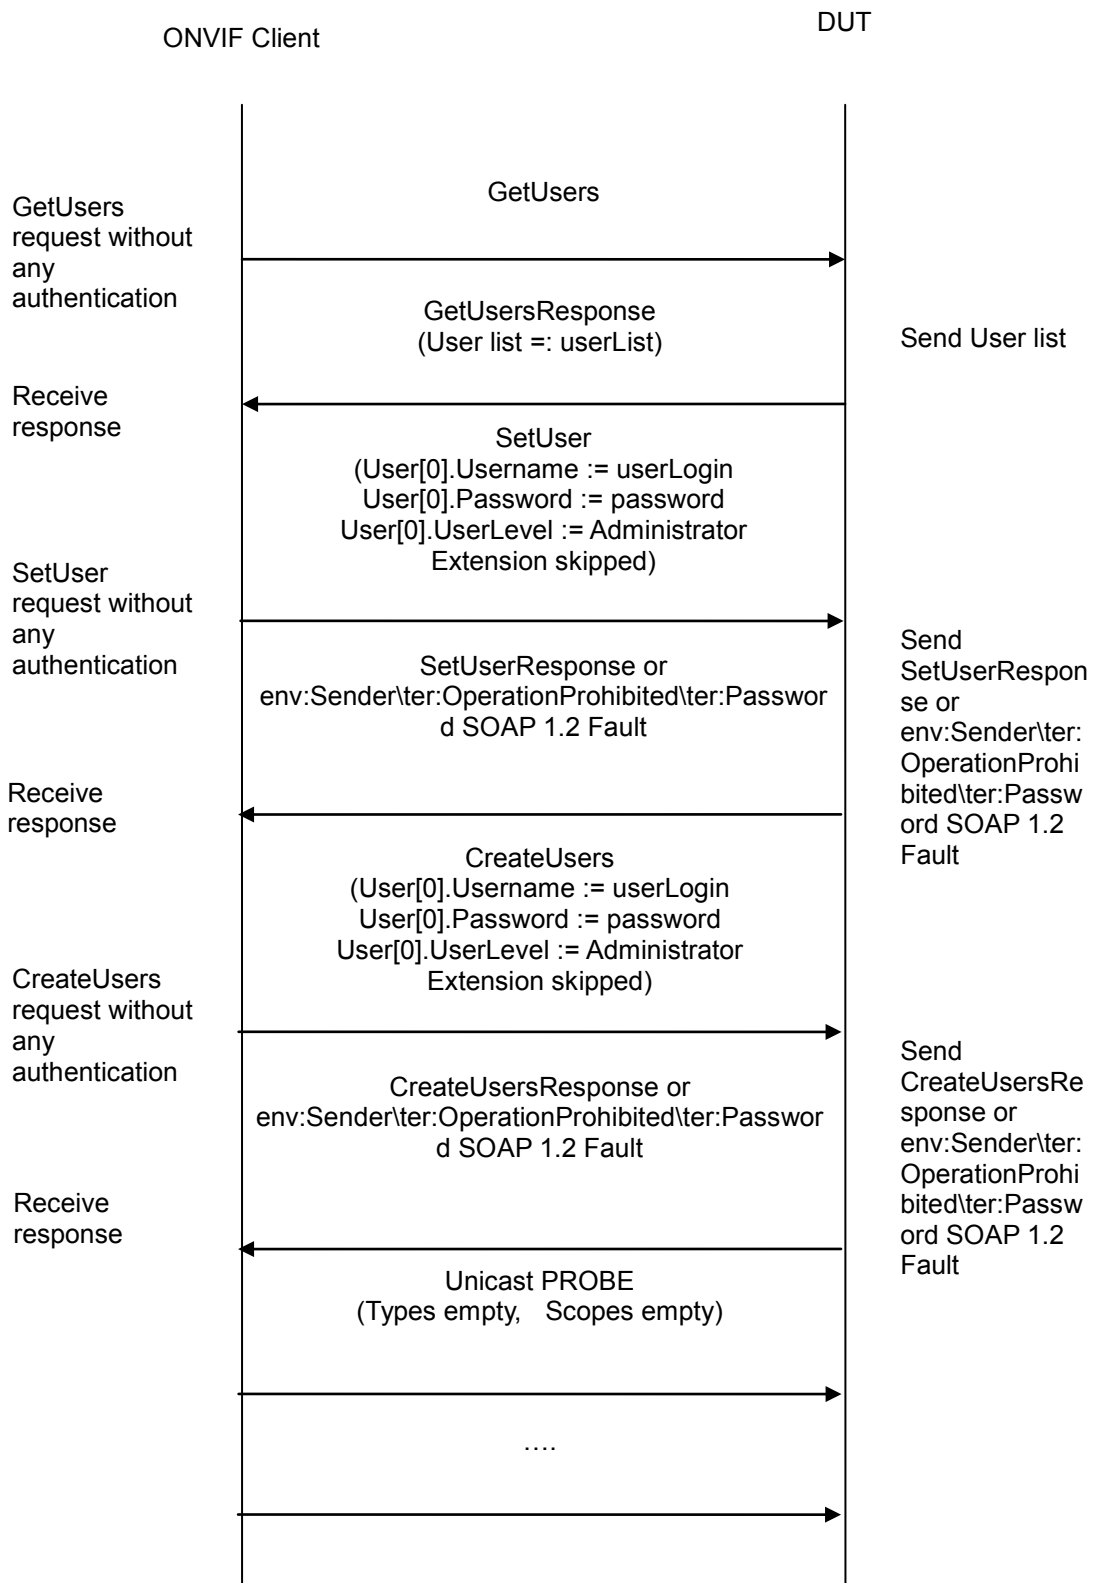 ONVIF Client
DUT
GetUsers
GetUsers
request without
any
authentication
GetUsersResponse
(User list =: userList)
Send User list
Receive
response
SetUser
(User[0].Username := userLogin
User[0].Password := password
User[0].UserLevel := Administrator
Extension skipped)
SetUser
request without
any
authentication
SetUserResponse or
env:Sender\ter:OperationProhibited\ter:Passwor
d SOAP 1.2 Fault
Send
SetUserRespon
se or
env:Sender\ter:
OperationProhi
bited\ter:Passw
ord SOAP 1.2
Fault
Receive
response
CreateUsers
(User[0].Username := userLogin
User[0].Password := password
User[0].UserLevel := Administrator
Extension skipped)
CreateUsers
request without
any
authentication
CreateUsersResponse or
env:Sender\ter:OperationProhibited\ter:Passwor
d SOAP 1.2 Fault
Send
CreateUsersRe
sponse or
env:Sender\ter:
OperationProhi
bited\ter:Passw
ord SOAP 1.2
Fault
Receive
response
Unicast PROBE
(Types empty,   Scopes empty)
….